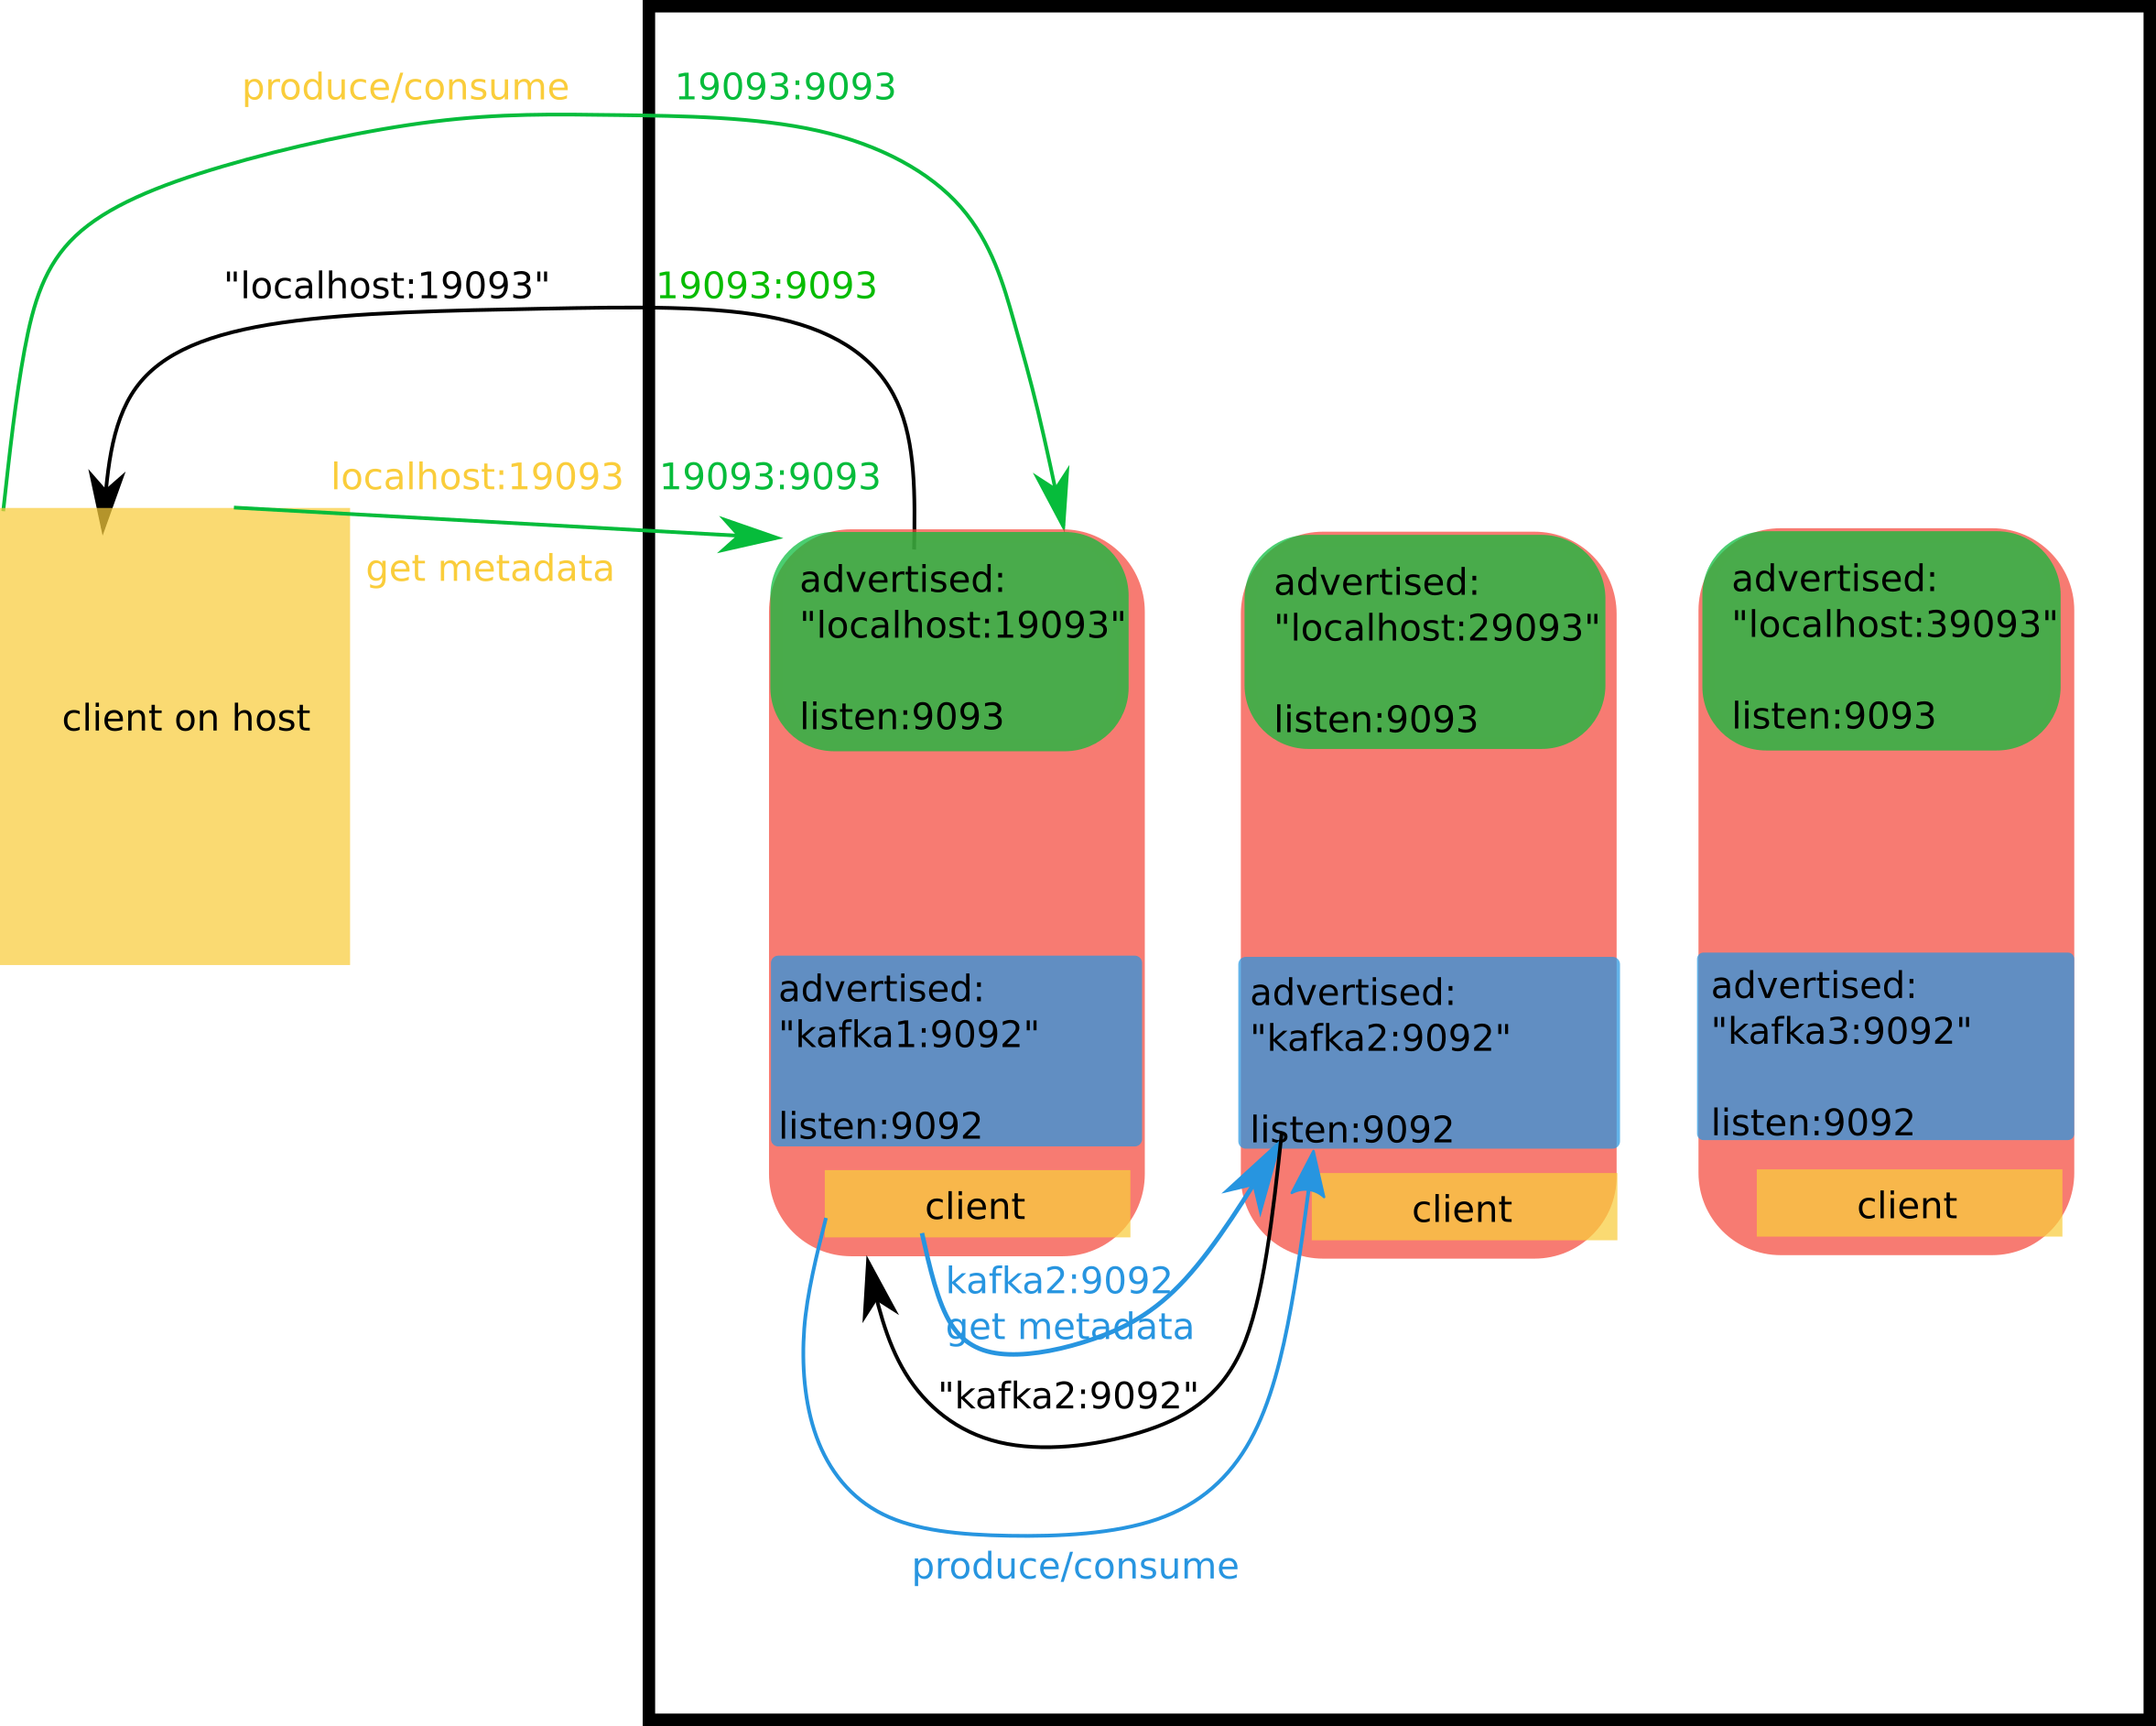 produce/consume
19093:9093
"localhost:19093"
19093:9093
localhost:19093
19093:9093
get metadata
client on host
advertised:
"localhost:19093"
listen:9093
advertised:
"localhost:29093"
listen:9093
advertised:
"localhost:39093"
listen:9093
advertised:
"kafka1:9092"
listen:9092
advertised:
"kafka2:9092"
listen:9092
advertised:
"kafka3:9092"
listen:9092
client
client
client
kafka2:9092
get metadata
"kafka2:9092"
produce/consume